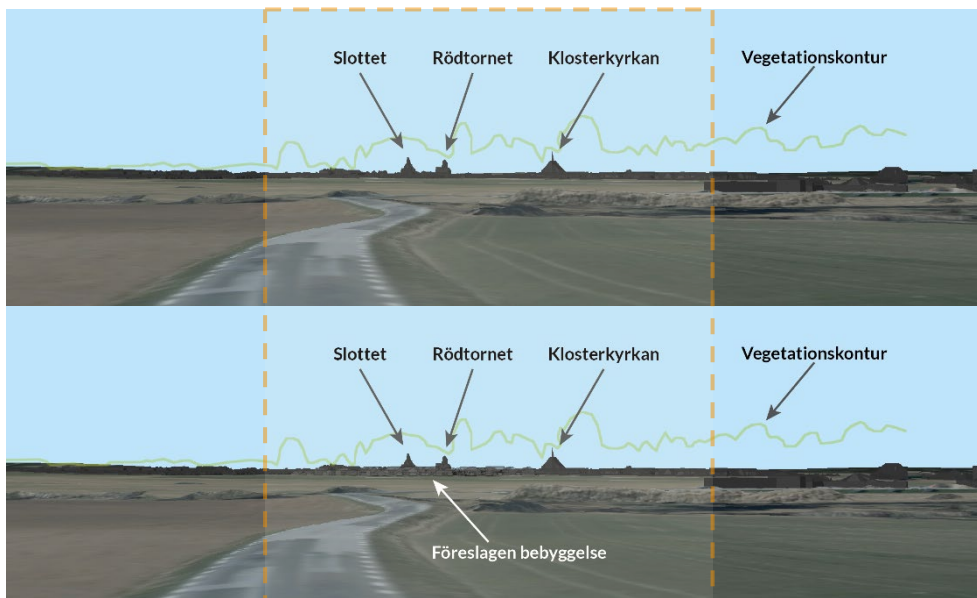 Slottet
Rödtornet
Klosterkyrkan
Vegetationskontur
Slottet
Rödtornet
Klosterkyrkan
Vegetationskontur
Föreslagen bebyggelse